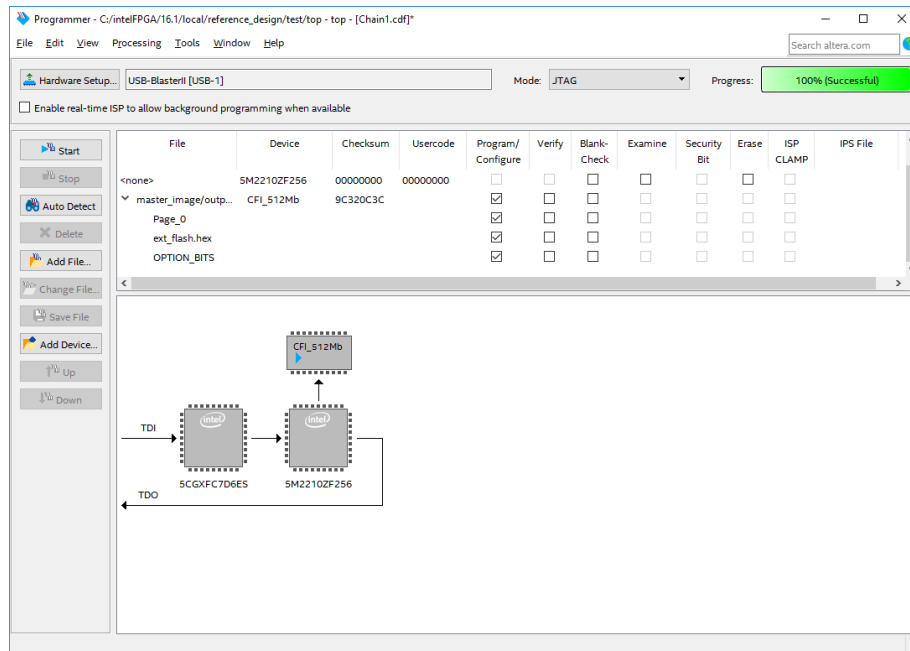 Programmer - C:/intelFPGA/16.1/local/reference_design/test/top - top - [Chain1.cdf]*
File Edit View Processing Tools Window Help
Search altera.com
Hardware Setup... USB-BlasterII [USB-1] Mode: JTAG Progress: 100% (Successful)
Enable real-time ISP to allow background programming when available
Start
Stop
Auto Detect
Delete
Add File...
Change File...
Save File
Add Device...
Up
Down
File Device Checksum Usercode Program/ Configure Verify Blank- Check Examine Security Bit Erase ISP CLAMP IPS File
<none> 5M2210ZF256 00000000 00000000
master_image/outp... CFI_512Mb 9C320C3C
Page_0
ext_flash.hex
OPTION_BITS
CFI_512Mb
intel intel
TDI
5CGXFC7D6ES 5M2210ZF256
TDO